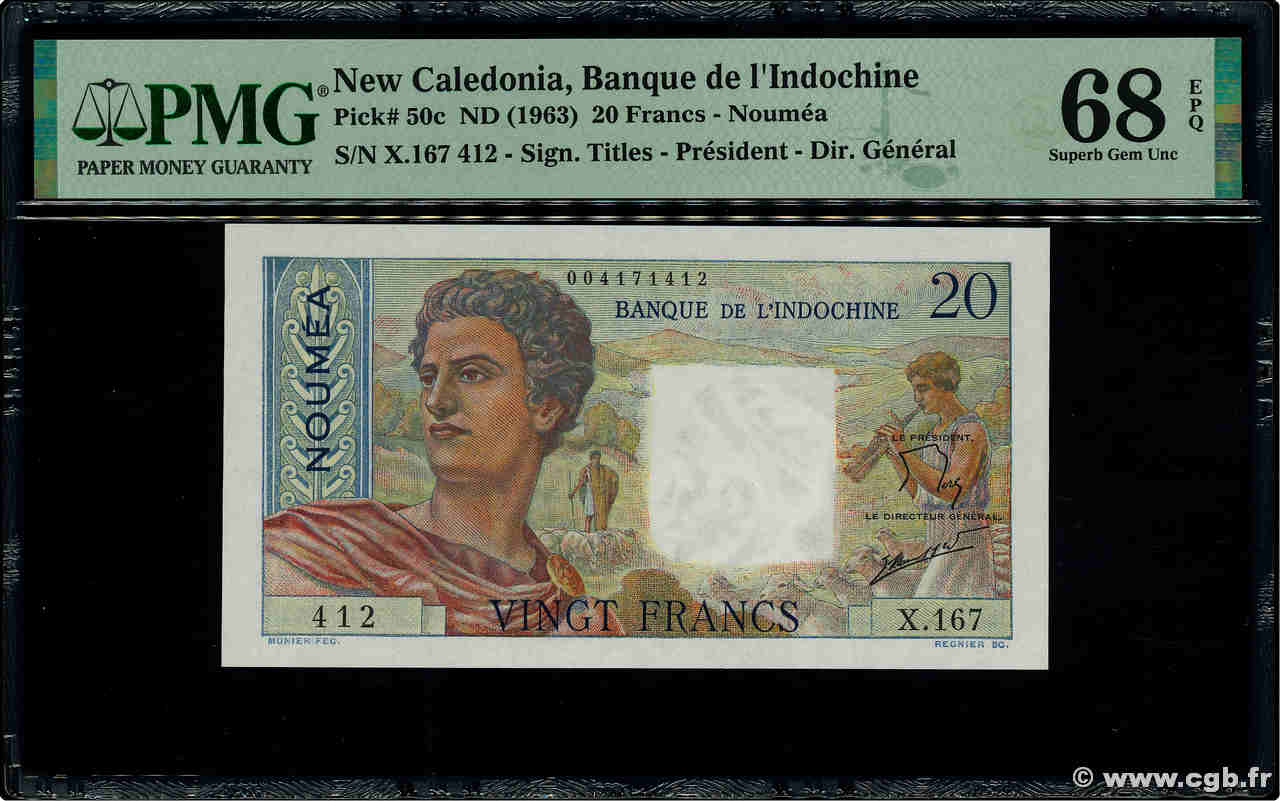 PMG®
PAPER MONEY GUARANTY
New Caledonia, Banque de l'Indochine
Pick# 50c ND (1963) 20 Francs - Nouméa
S/N X.167 412 - Sign. Titles - Président - Dir. Général
68
EPQ
Superb Gem Unc
004171412
BANQUE DE L'INDOCHINE
20
NOUMÉA
LE PRÉSIDENT,
LE DIRECTEUR GÉNÉRAL,
412
VINGT FRANCS
X.167
MUNIER FEC.
REGNIER SC.
© www.cgb.fr